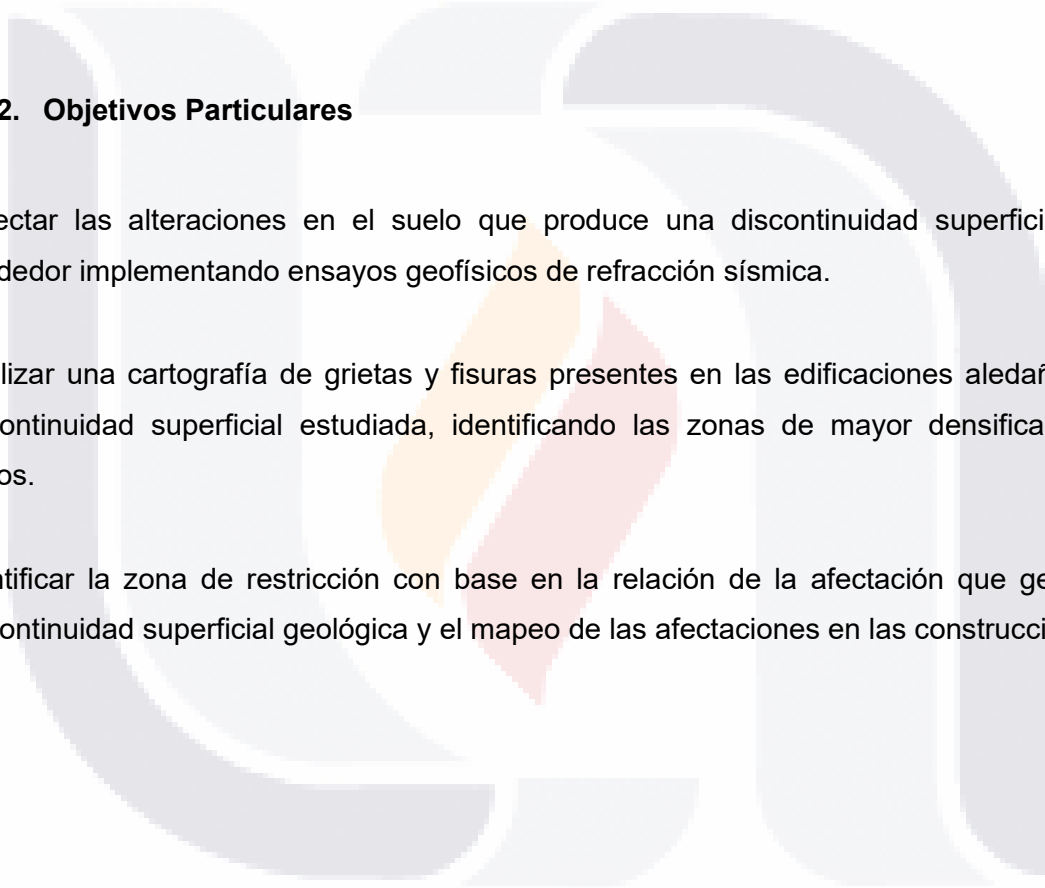 2. Objetivos Particulares
ectar las alteraciones en el suelo que produce una discontinuidad superfici
dedor implementando ensayos geofísicos de refracción sísmica.
lizar una cartografía de grietas y fisuras presentes en las edificaciones aledañ
ontinuidad superficial estudiada, identificando las zonas de mayor densifica
os.
ntificar la zona de restricción con base en la relación de la afectación que ge
ontinuidad superficial geológica y el mapeo de las afectaciones en las construcci